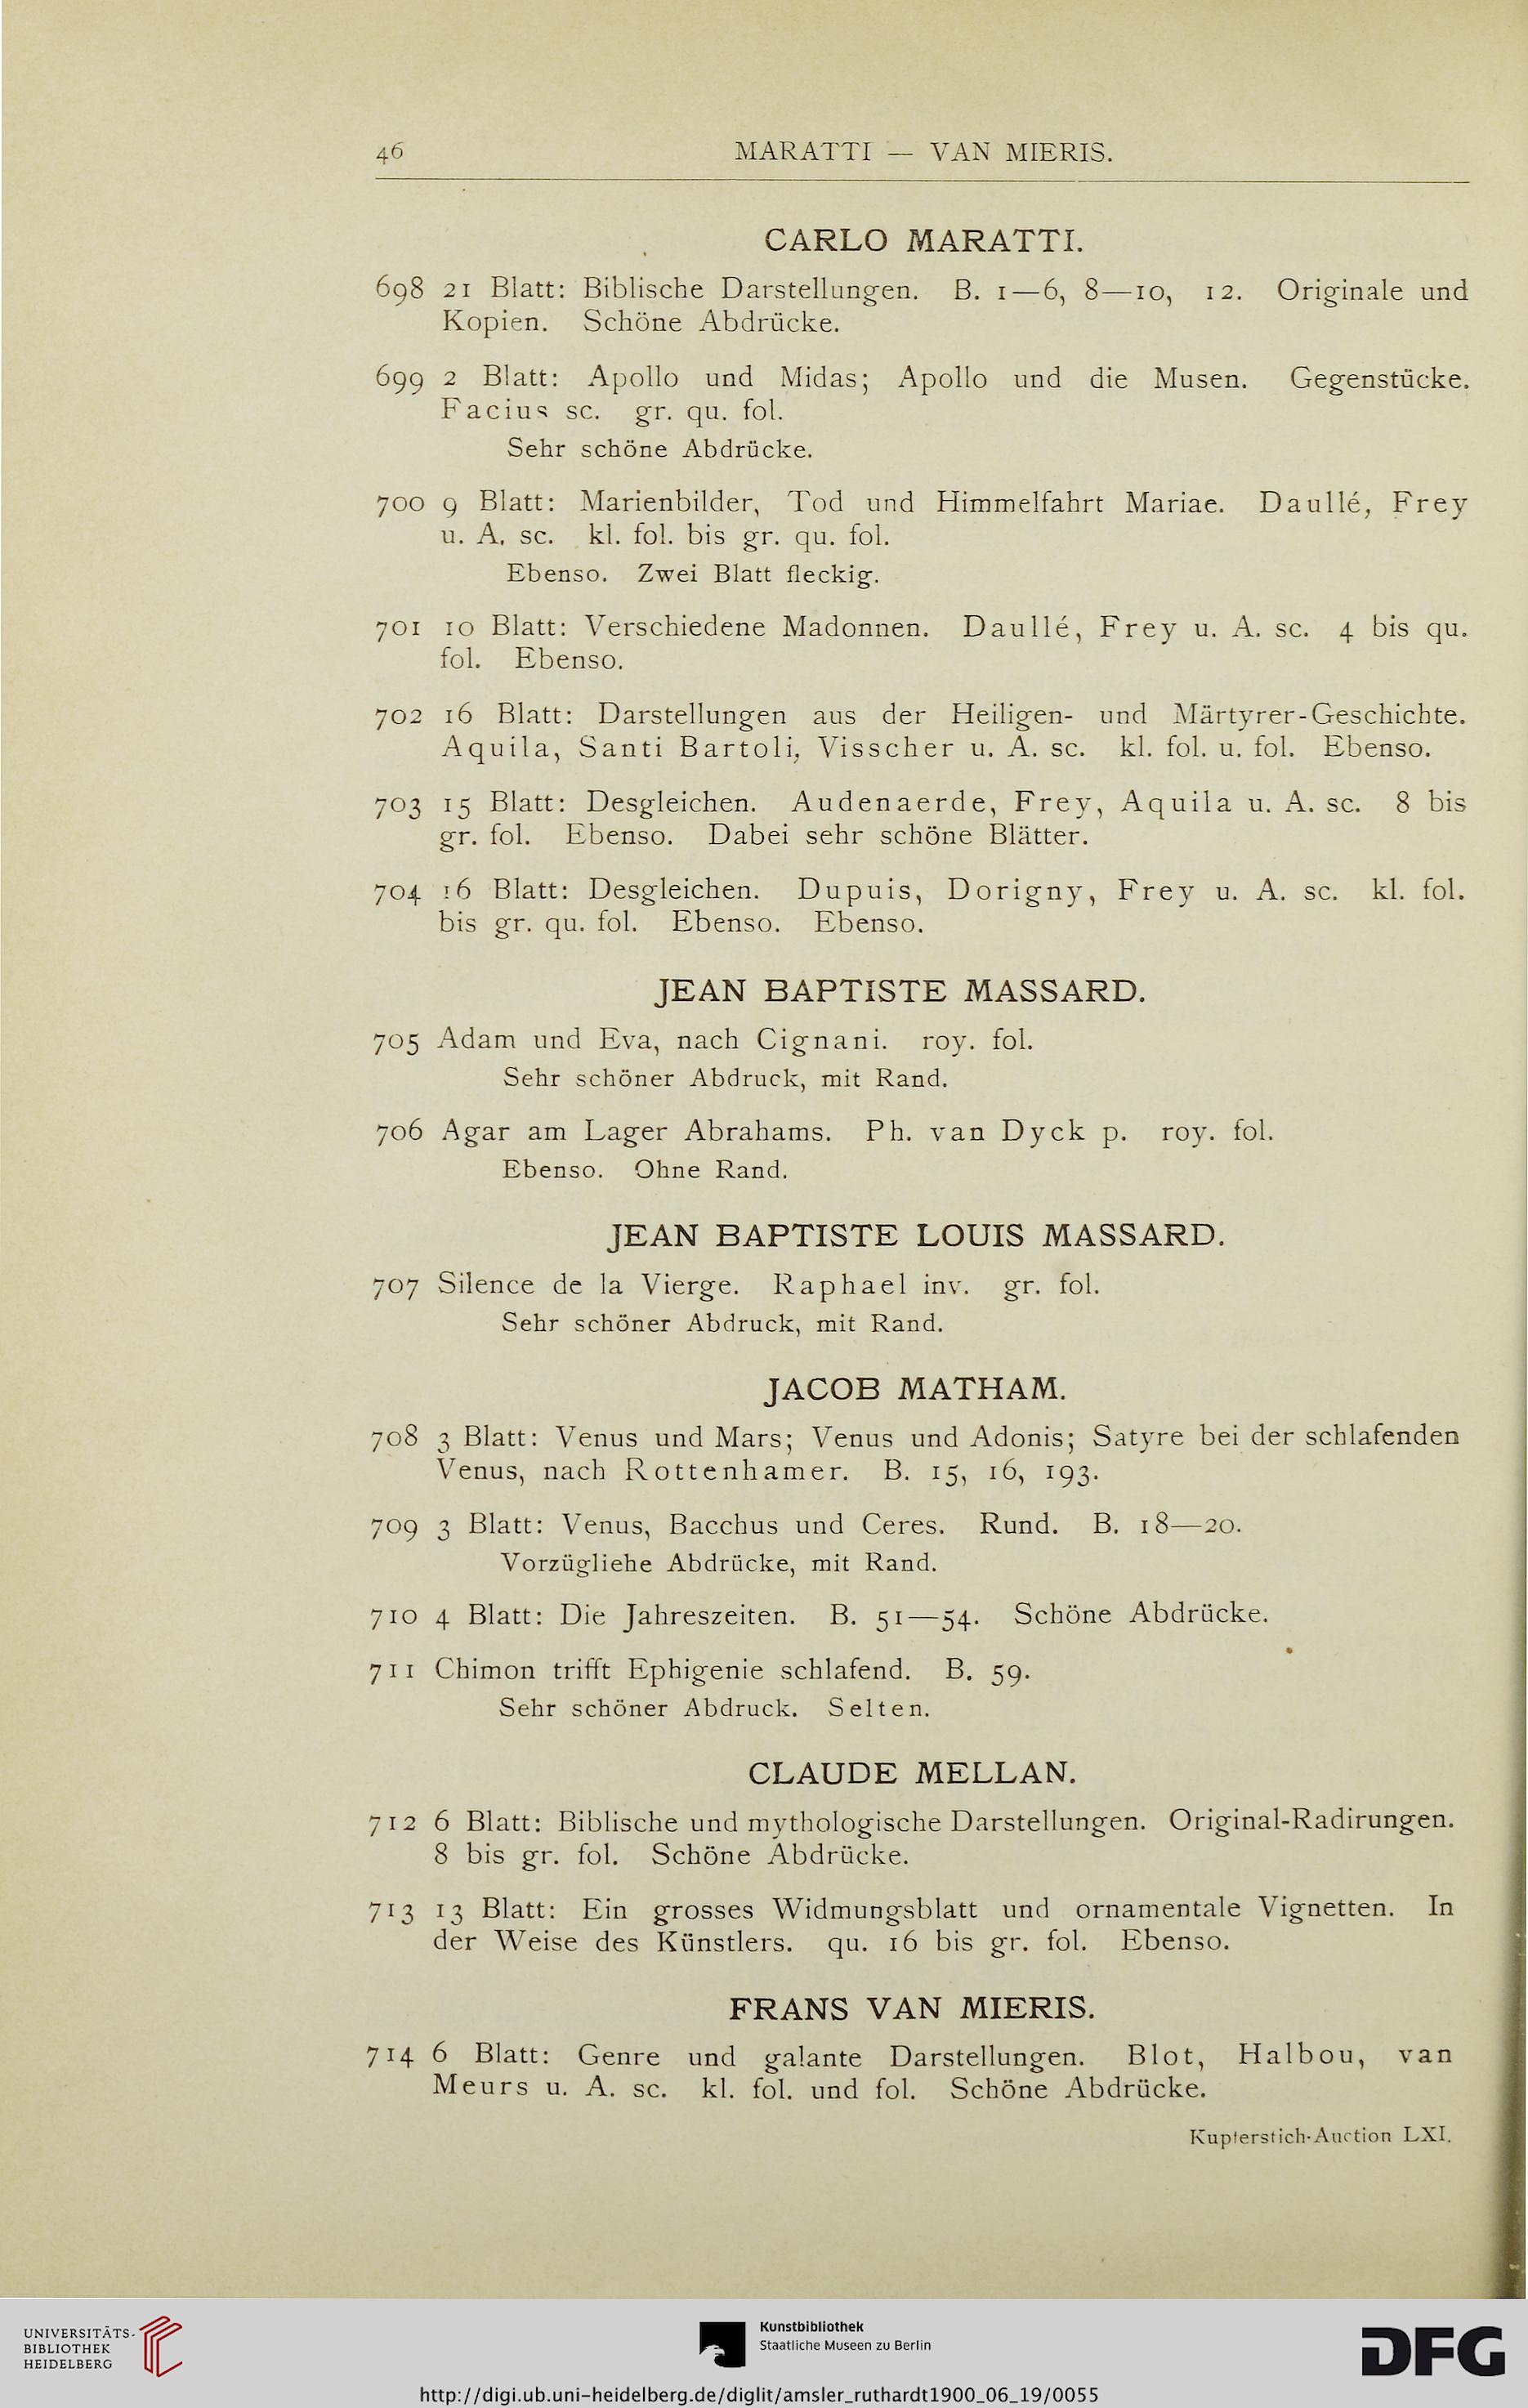 46 MARATTI — VAN MIERIS.
CARLO MARATTI.
698 21 Blatt: Biblische Darstellungen. B. 1—6, 8—10, 12. Originale und
Kopien. Schöne Abdrücke.
699 2 Blatt: Apollo und Midas; Apollo und die Musen. Gegenstücke.
Facius sc. gr. qu. fol.
Sehr schöne Abdrücke.
700 9 Blatt: Marienbilder, Tod und Himmelfahrt Mariae. Daullé, Frey
u. A. sc. kl. fol. bis gr. qu. fol.
Ebenso. Zwei Blatt fleckig.
701 10 Blatt: Verschiedene Madonnen. Daullé, Frey u. A. sc. 4 bis qu.
fol. Ebenso.
702 16 Blatt: Darstellungen aus der Heiligen- und Märtyrer-Geschichte.
Aquila, Santi Bartoli, Visscher u. A. sc. kl. fol. u. fol. Ebenso.
703 15 Blatt: Desgleichen. Audenaerde, Frey, Aquila u. A. sc. 8 bis
gr. fol. Ebenso. Dabei sehr schöne Blätter.
704 16 Blatt: Desgleichen. Dupuis, Dorigny, Frey u. A. sc. kl. fol.
bis gr. qu. fol. Ebenso. Ebenso.
JEAN BAPTISTE MASSARD.
705 Adam und Eva, nach Cignani. roy. fol.
Sehr schöner Abdruck, mit Rand.
706 Agar am Lager Abrahams. Ph. van Dyck p. roy. fol.
Ebenso. Ohne Rand.
JEAN BAPTISTE LOUIS MASSARD.
707 Silence de la Vierge. Raphael inv. gr. fol.
Sehr schöner Abdruck, mit Rand.
JACOB MATHAM.
708 3 Blatt: Venus und Mars; Venus und Adonis; Satyre bei der schlafenden
Venus, nach Rottenhamer. B. 15, 16, 193.
709 3 Blatt: Venus, Bacchus und Ceres. Rund. B. 18—20.
Vorzügliehe Abdrücke, mit Rand.
710 4 Blatt: Die Jahreszeiten. B. 51—54. Schöne Abdrücke.
711 Chimon trifft Ephigenie schlafend. B. 59.
Sehr schöner Abdruck. Selten.
CLAUDE MELLAN.
712 6 Blatt: Biblische und mythologische Darstellungen. Original-Radirungen.
8 bis gr. fol. Schöne Abdrücke.
713 13 Blatt: Ein grosses Widmungsblatt und ornamentale Vignetten. In
der Weise des Künstlers. qu. 16 bis gr. fol. Ebenso.
FRANS VAN MIERIS.
714 6 Blatt: Genre und galante Darstellungen. Blot, Halbou, van
Meurs u. A. sc. kl. fol. und fol. Schöne Abdrücke.
Kupferstich-Auction LXI.
UNIVERSITÄTS-
BIBLIOTHEK
HEIDELBERG
Kunstbibliothek
Staatliche Museen zu Berlin
DFG
http://digi.ub.uni-heidelberg.de/diglit/amsler_ruthardt1900_06_19/0055